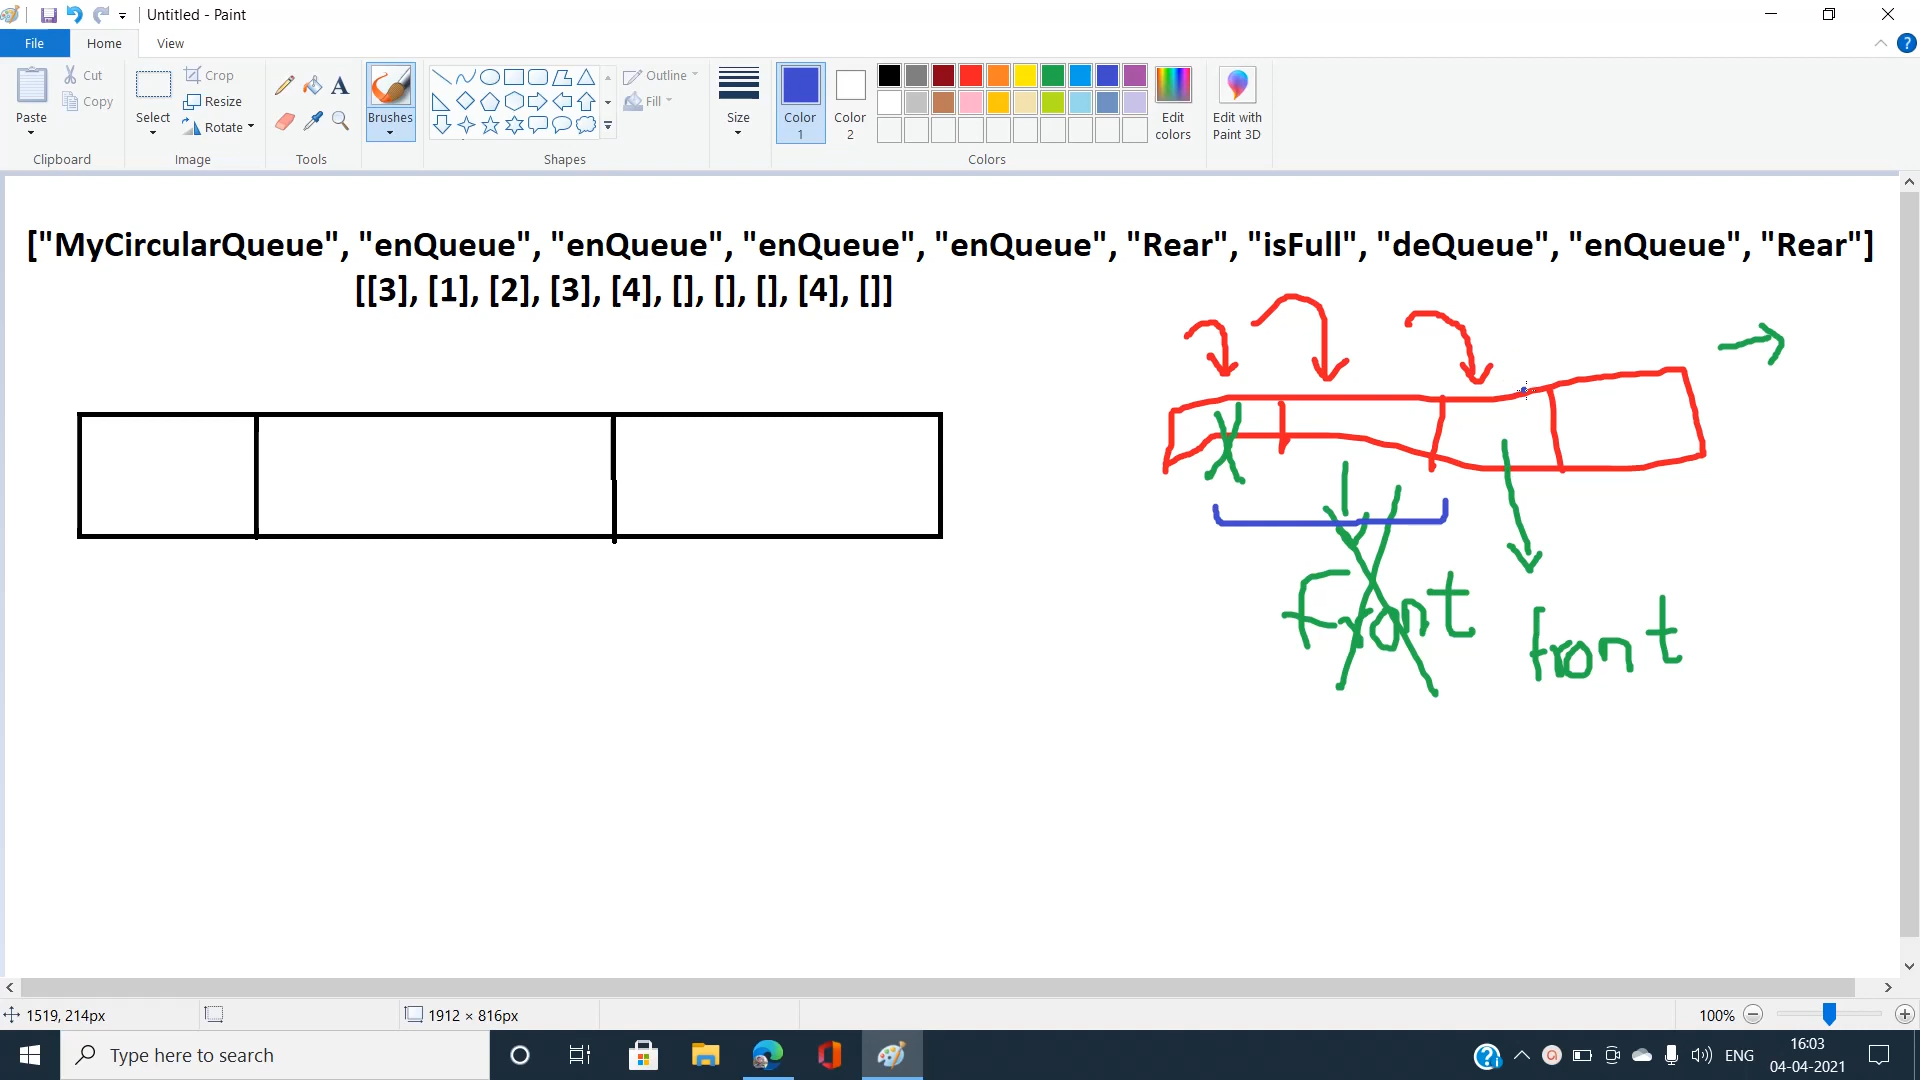 Untitled - Paint
File Home View
Paste
Cut
Copy
Clipboard
Select
Crop
Resize
Rotate
Image
Tools
Brushes
Outline
Fill
Shapes
Size
Color 1
Color 2
Colors
Edit colors
Edit with Paint 3D
["MyCircularQueue", "enQueue", "enQueue", "enQueue", "enQueue", "Rear", "isFull", "deQueue", "enQueue", "Rear"]
[[3], [1], [2], [3], [4], [], [], [], [4], []]
Front
front
1519, 214px
1912 × 816px
100%
Type here to search
ENG
16:03
04-04-2021